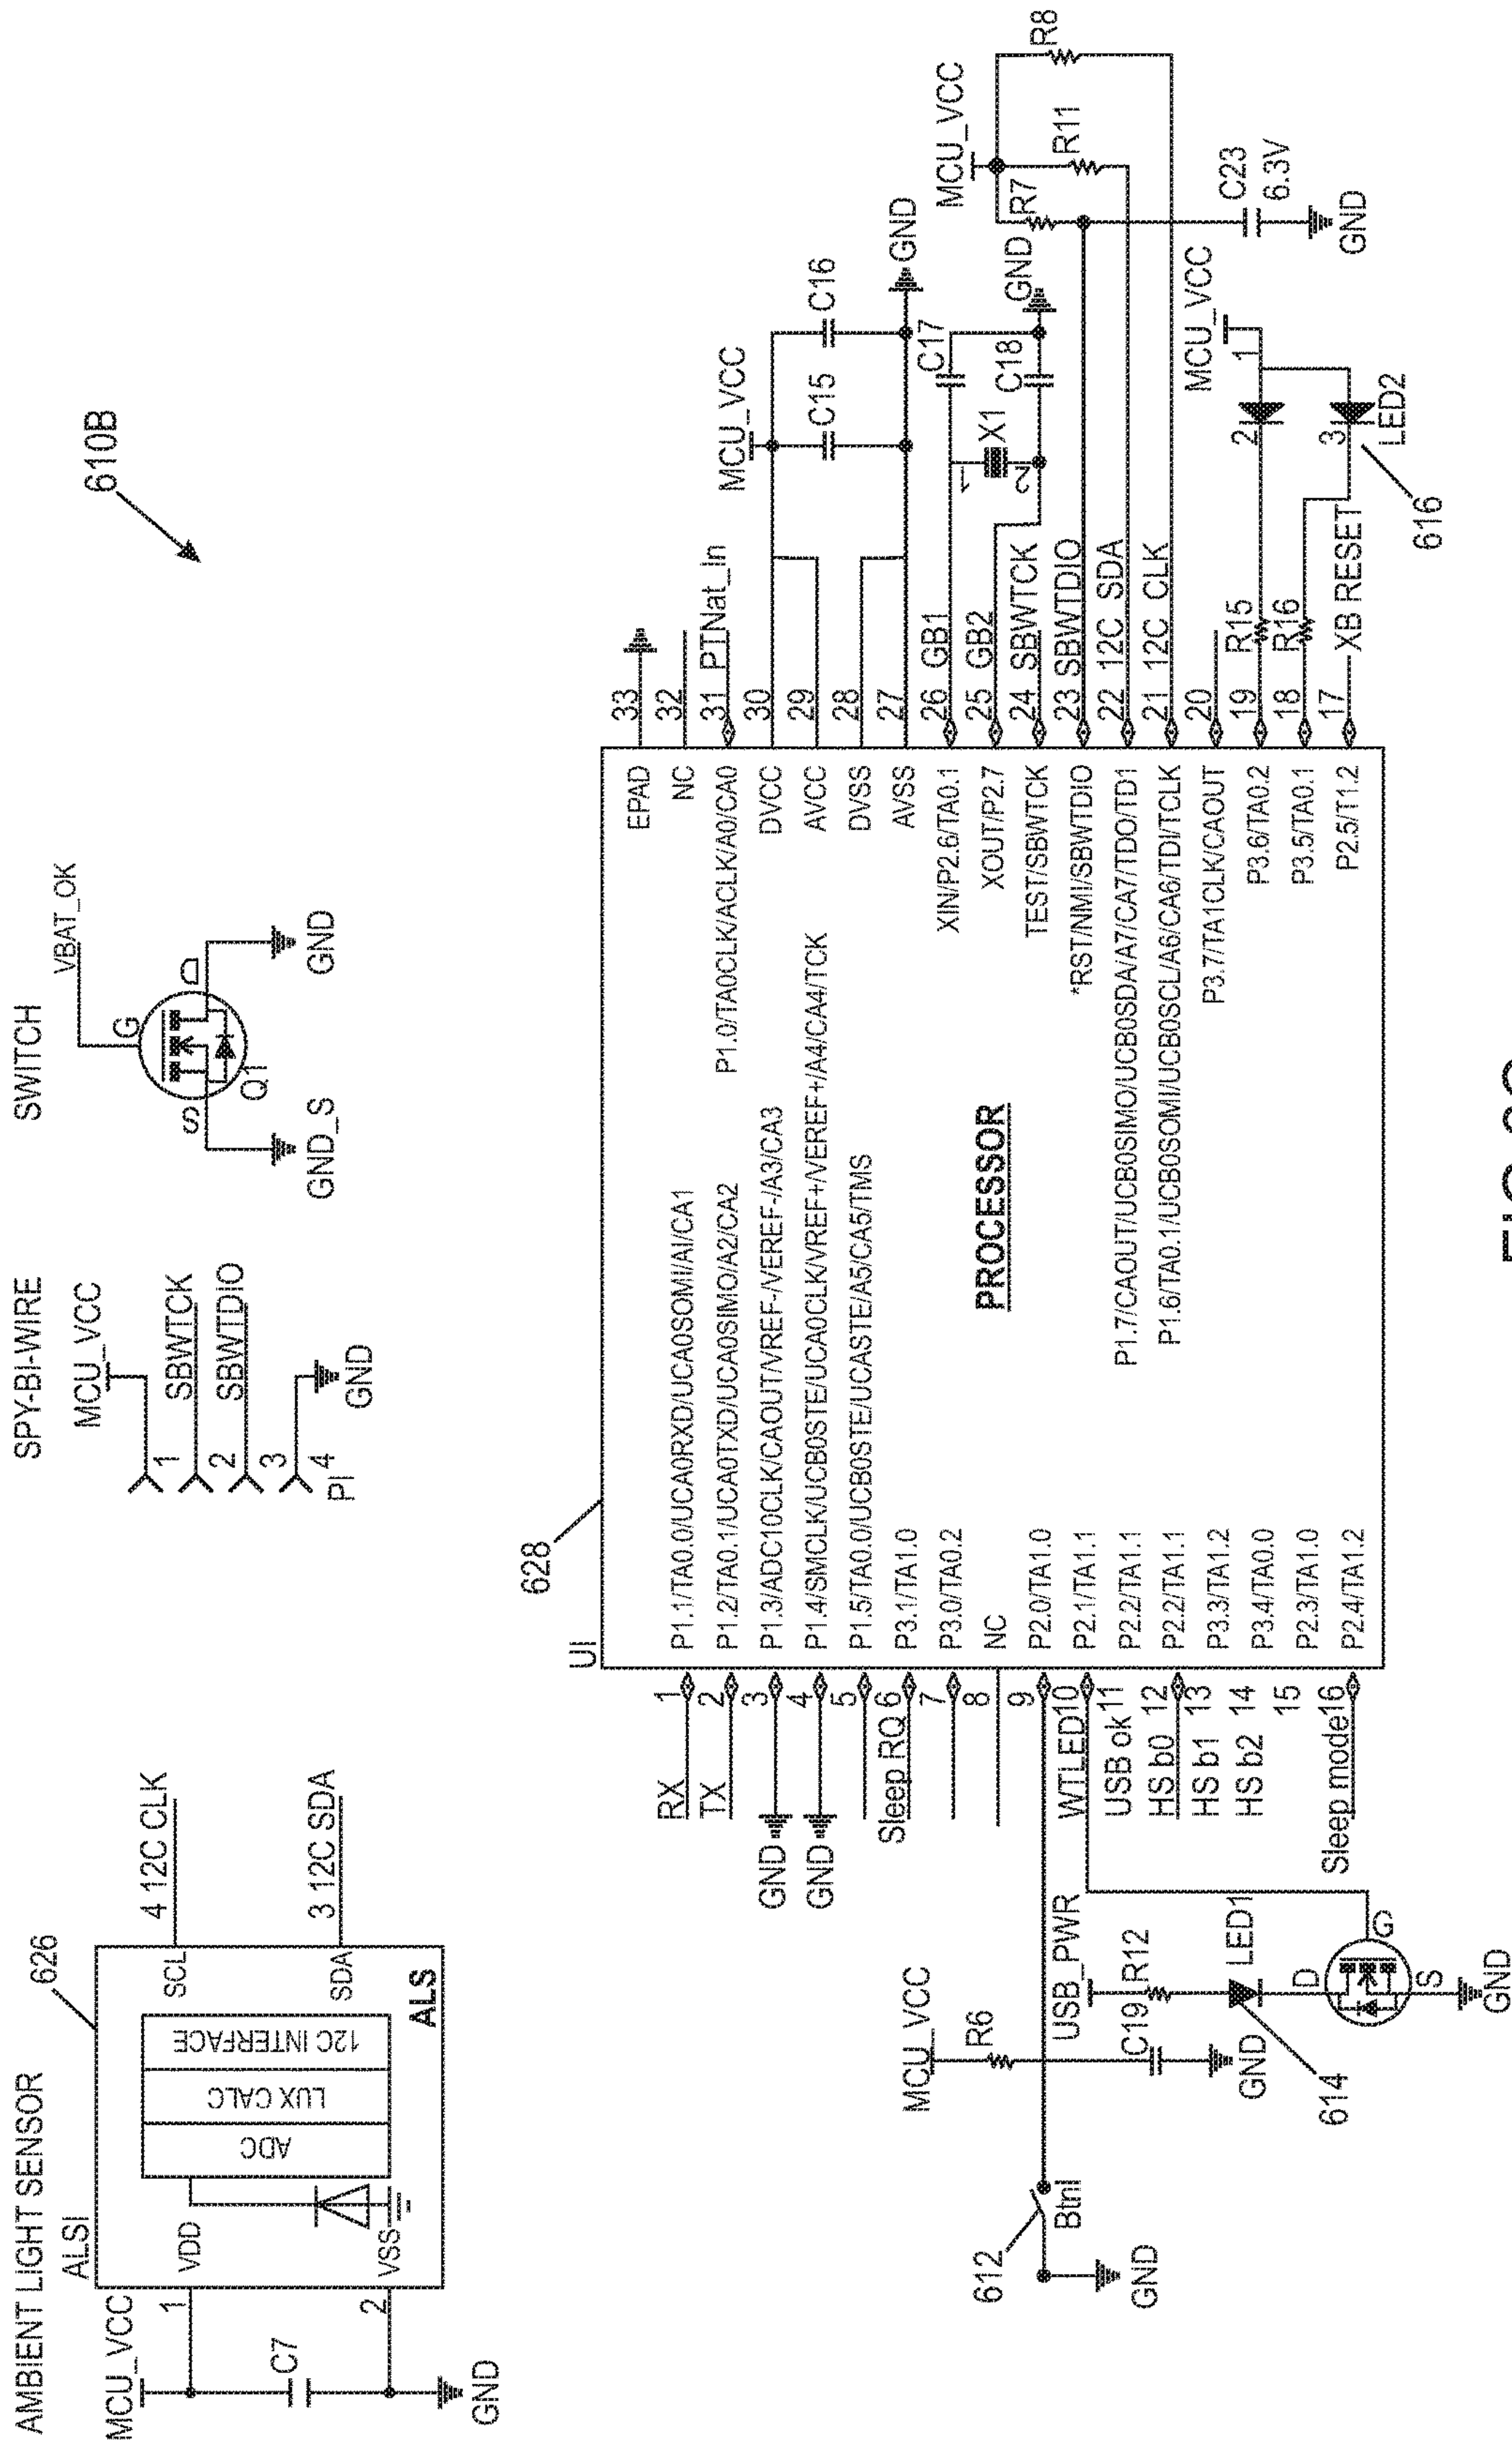 610B
AMBIENT LIGHT SENSOR
ALSI
626
MCU_VCC
1
VDD
C7
2
VSS
GND
ADC
LUX CALC
12C INTERFACE
SCL
SDA
ALS
4 12C CLK
3 12C SDA
SPY-BI-WIRE
MCU_VCC
1
SBWTCK
2
SBWTDIO
3
4
PI
GND
SWITCH
VBAT_OK
G
S
D
Q1
GND_S
GND
628
UI
PROCESSOR
RX
1
P1.1/TA0.0/UCA0RXD/UCA0SOMI/AI/CA1
TX
2
P1.2/TA0.1/UCA0TXD/UCA0SIMO/A2/CA2
GND
3
P1.3/ADC10CLK/CAOUT/VREF-/VEREF-/A3/CA3
GND
4
P1.4/SMCLK/UCB0STE/UCA0CLK/VREF+/VEREF+/A4/CA4/TCK
5
P1.5/TA0.0/UCB0STE/UCASTE/A5/CA5/TMS
Sleep RQ 6
P3.1/TA1.0
7
P3.0/TA0.2
8
NC
9
P2.0/TA1.0
WTLED10
P2.1/TA1.1
USB ok11
P2.2/TA1.1
HS b0 12
P2.2/TA1.1
HS b1 13
P3.3/TA1.2
HS b2 14
P3.4/TA0.0
15
P2.3/TA1.0
Sleep mode16
P2.4/TA1.2
EPAD
33
NC
32
P1.0/TA0CLK/ACLK/A0/CA0
31 PTNat_In
DVCC
30
AVCC
29
DVSS
28
AVSS
27
XIN/P2.6/TA0.1
26 GB1
XOUT/P2.7
25 GB2
TEST/SBWTCK
24 SBWTCK
*RST/NMI/SBWTDIO
23 SBWTDIO
P1.7/CAOUT/UCB0SIMO/UCB0SDA/A7/CA7/TDO/TD1
22 12C SDA
P1.6/TA0.1/UCB0SOMI/UCB0SCL/A6/CA6/TDI/TCLK
21 12C CLK
P3.7/TA1CLK/CAOUT
20
P3.6/TA0.2
19
R15
P3.5/TA0.1
18
R16
P2.5/T1.2
17
XB RESET
MCU_VCC
C15
C16
GND
C17
1
X1
2
C18
GND
MCU_VCC
R7
R11
R8
C23
6.3V
GND
MCU_VCC
1
2
3
LED2
616
612
Btnl
GND
MCU_VCC
R6
C19
GND
USB_PWR
R12
LED1
614
D
G
S
GND